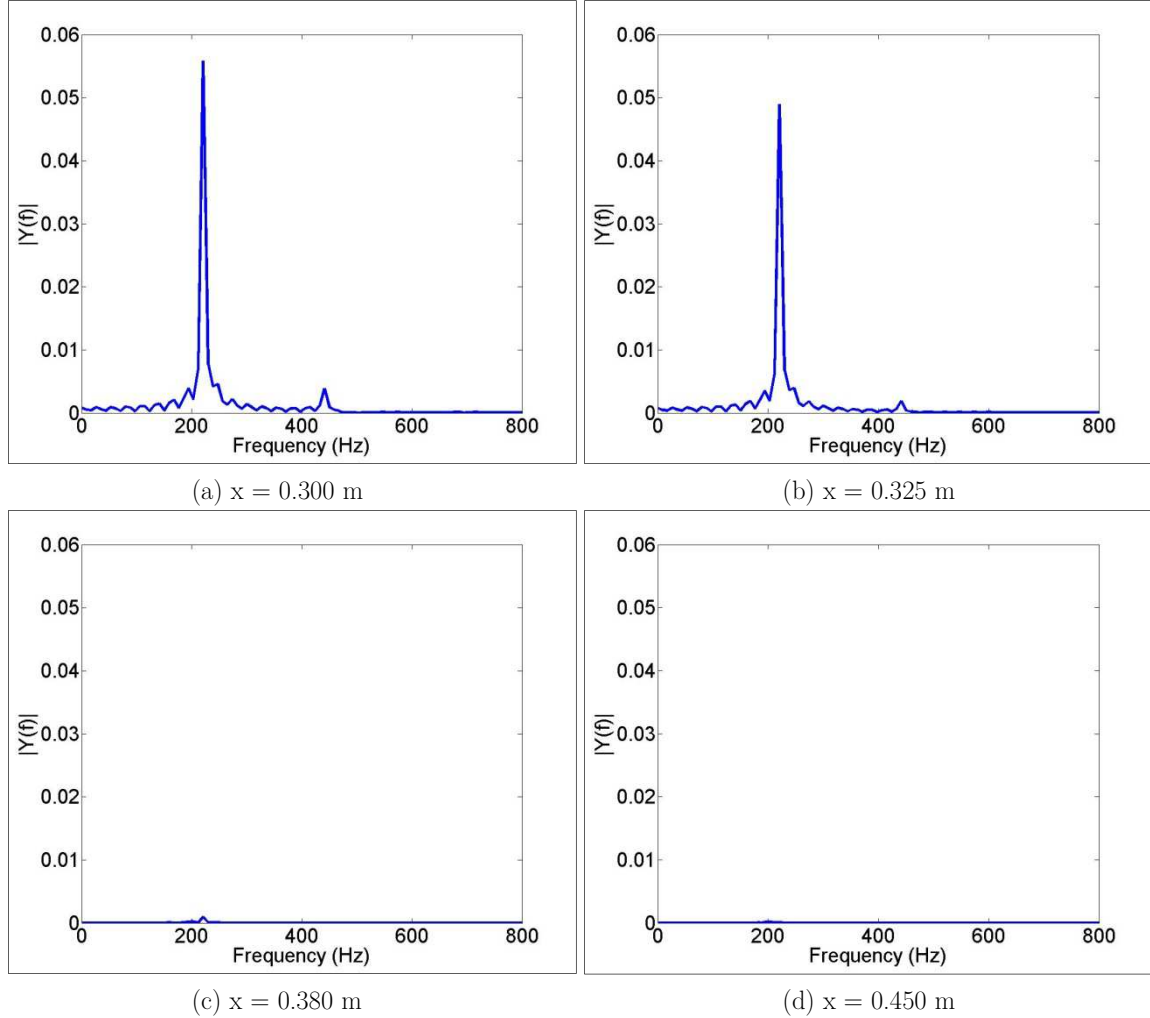 0.06
0.05
0.04
0.03
0.02
0.01
0
|Y(f)|
0 200 400 600 800
Frequency (Hz)
(a) x = 0.300 m
0.06
0.05
0.04
0.03
0.02
0.01
0
|Y(f)|
0 200 400 600 800
Frequency (Hz)
(b) x = 0.325 m
0.06
0.05
0.04
0.03
0.02
0.01
0
|Y(f)|
0 200 400 600 800
Frequency (Hz)
(c) x = 0.380 m
0.06
0.05
0.04
0.03
0.02
0.01
0
|Y(f)|
0 200 400 600 800
Frequency (Hz)
(d) x = 0.450 m